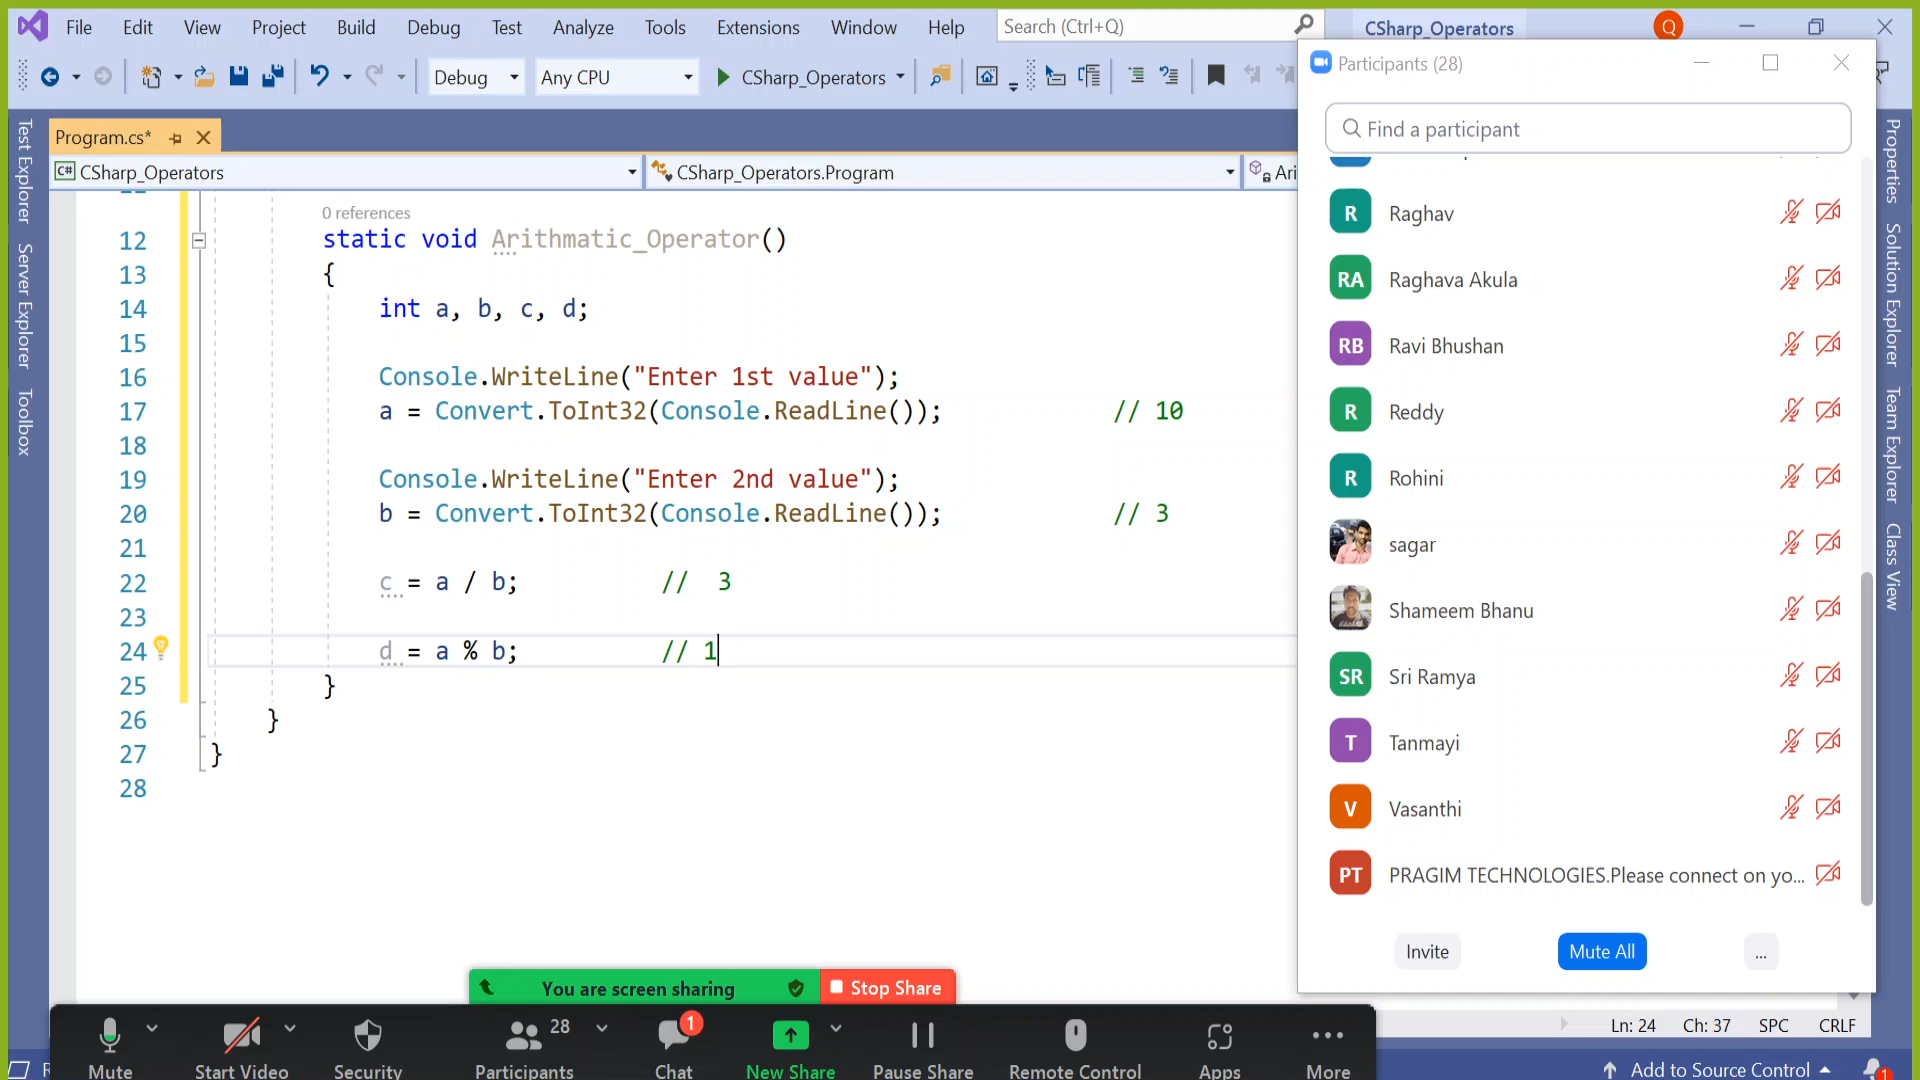 File Edit View Project Build Debug Test Analyze Tools Extensions Window Help Search (Ctrl+Q) CSharp_Operators Q
Debug Any CPU CSharp_Operators
Program.cs*
CSharp_Operators CSharp_Operators.Program Ari
Test Explorer
Server Explorer
Toolbox
0 references
12 static void Arithmatic_Operator()
13 {
14 int a, b, c, d;
15
16 Console.WriteLine("Enter 1st value");
17 a = Convert.ToInt32(Console.ReadLine()); // 10
18
19 Console.WriteLine("Enter 2nd value");
20 b = Convert.ToInt32(Console.ReadLine()); // 3
21
22 c = a / b; // 3
23
24 d = a % b; // 1
25 }
26 }
27 }
28
Participants (28)
Find a participant
R Raghav
RA Raghava Akula
RB Ravi Bhushan
R Reddy
R Rohini
sagar
Shameem Bhanu
SR Sri Ramya
T Tanmayi
V Vasanthi
PT PRAGIM TECHNOLOGIES.Please connect on yo...
Invite Mute All ...
Properties
Solution Explorer
Team Explorer
Class View
You are screen sharing Stop Share
Ln: 24 Ch: 37 SPC CRLF
28 1
Mute Start Video Security Participants Chat New Share Pause Share Remote Control Apps More
Add to Source Control 1